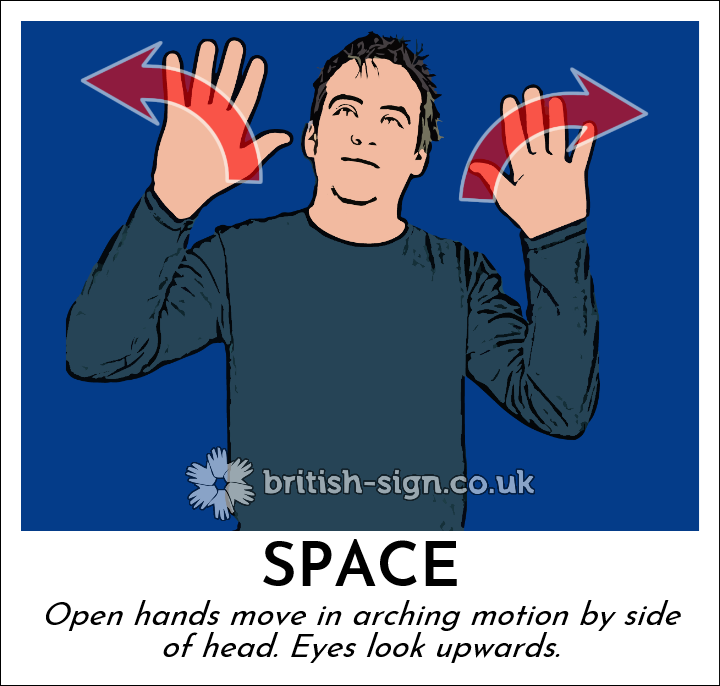 british-sign.co.uk
SPACE
Open hands move in arching motion by side
of head. Eyes look upwards.